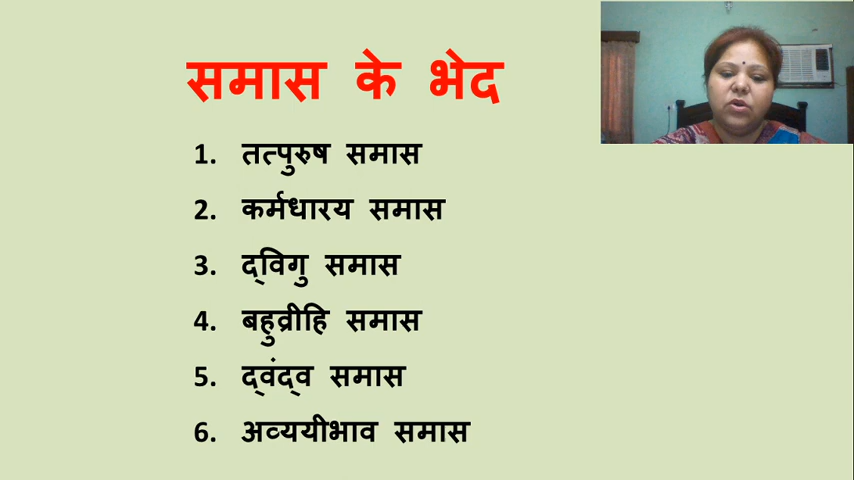 समास के भेद
1. तत्पुरुष समास
2. कर्मधारय समास
3. द्‌विगु समास
4. बहुव्रीहि समास
5. द्‌वंद्‌व समास
6. अव्ययीभाव समास